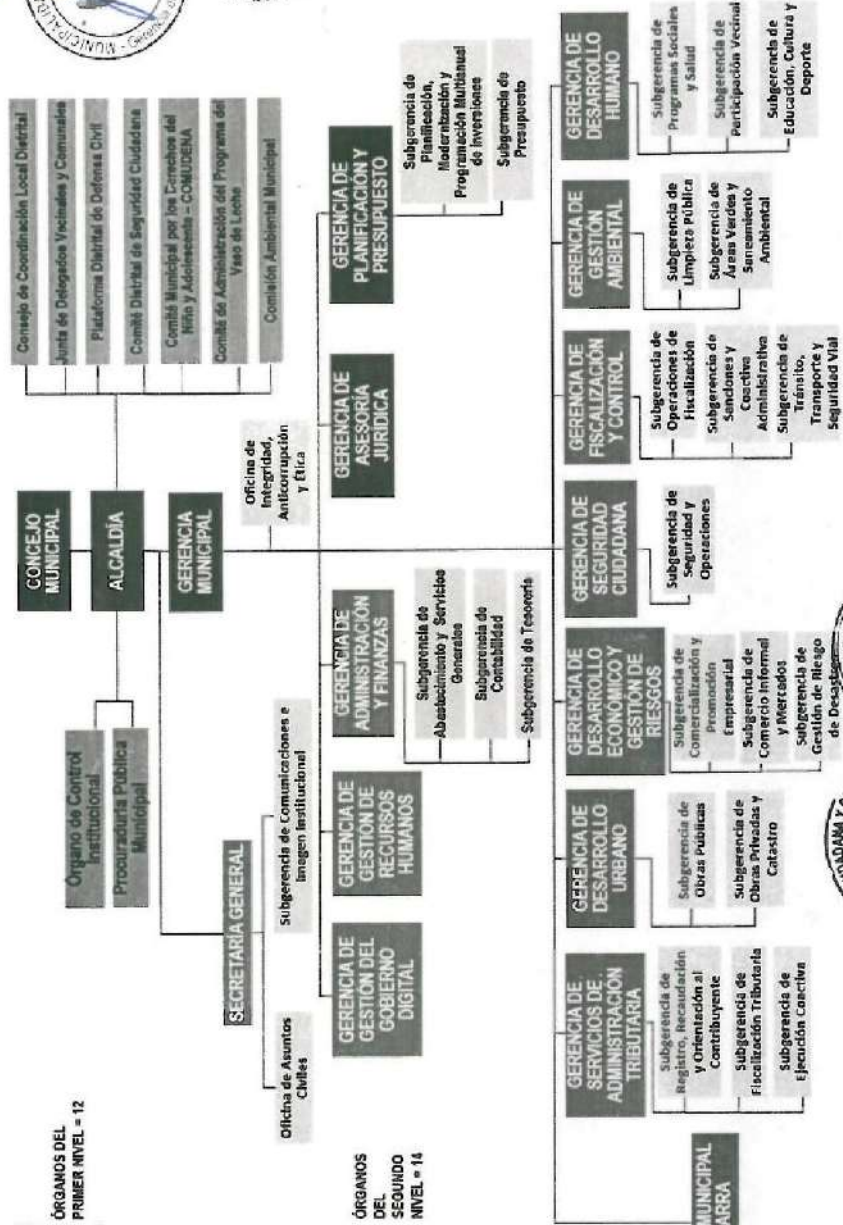 MUNICIPALIDA
MUNICIPAL - Gerencia d
ÓRGANOS DEL
PRIMER NIVEL = 12
CONCEJO
MUNICIPAL
ALCALDÍA
GERENCIA
MUNICIPAL
Órgano de Control
Institucional
Procuraduría Pública
Municipal
Consejo de Coordinación Local Distrital
Junta de Delegados Vecinales y Comunales
Plataforma Distrital de Defensa Civil
Comité Distrital de Seguridad Ciudadana
Comité Municipal por los Derechos del
Niño y Adolescente – COMUDENA
Comité de Administración del Programa del
Vaso de Leche
Comisión Ambiental Municipal
SECRETARÍA GENERAL
Oficina de Asuntos
Civiles
Subgerencia de Comunicaciones e
Imagen Institucional
Oficina de
Integridad,
Anticorrupción
y Ética
ÓRGANOS
DEL
SEGUNDO
NIVEL = 14
GERENCIA DE
GESTIÓN DEL
GOBIERNO
DIGITAL
GERENCIA DE
GESTIÓN DE
RECURSOS
HUMANOS
GERENCIA DE
ADMINISTRACIÓN
Y FINANZAS
Subgerencia de
Abastecimiento y Servicios
Generales
Subgerencia de
Contabilidad
Subgerencia de Tesorería
GERENCIA DE
ASESORÍA
JURÍDICA
GERENCIA DE
PLANIFICACIÓN Y
PRESUPUESTO
Subgerencia de
Planificación,
Modernización y
Programación Multianual
de Inversiones
Subgerencia de
Presupuesto
MUNICIPAL
ARRA
GERENCIA DE
SERVICIOS DE
ADMINISTRACIÓN
TRIBUTARIA
Subgerencia de
Registro, Recaudación
y Orientación al
Contribuyente
Subgerencia de
Fiscalización Tributaria
Subgerencia de
Ejecución Coactiva
GERENCIA DE
DESARROLLO
URBANO
Subgerencia de
Obras Públicas
Subgerencia de
Obras Privadas y
Catastro
GERENCIA DE
DESARROLLO
ECONÓMICO Y
GESTIÓN DE
RIESGOS
Subgerencia de
Comercialización y
Promoción
Empresarial
Subgerencia de
Comercio Informal
y Mercados
Subgerencia de
Gestión de Riesgo
de Desastres
GERENCIA DE
SEGURIDAD
CIUDADANA
Subgerencia de
Seguridad y
Operaciones
GERENCIA DE
FISCALIZACIÓN
Y CONTROL
Subgerencia de
Operaciones de
Fiscalización
Subgerencia de
Sanciones y
Coactiva
Administrativa
Subgerencia de
Tránsito,
Transporte y
Seguridad Vial
GERENCIA DE
GESTIÓN
AMBIENTAL
Subgerencia de
Limpieza Pública
Subgerencia de
Áreas Verdes y
Saneamiento
Ambiental
GERENCIA DE
DESARROLLO
HUMANO
Subgerencia de
Programas Sociales
y Salud
Subgerencia de
Participación Vecinal
Subgerencia de
Educación, Cultura y
Deporte